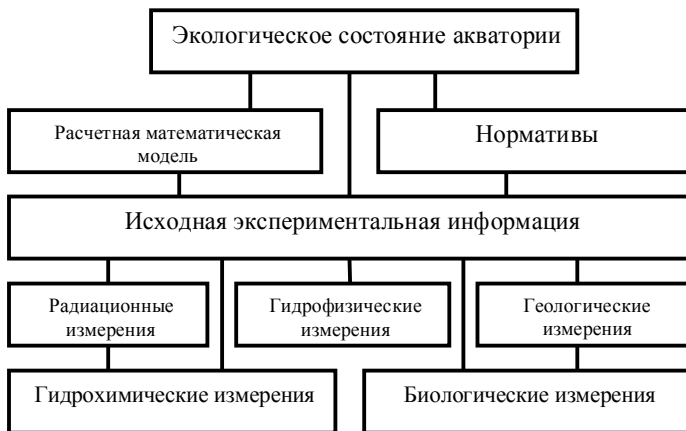 Экологическое состояние акватории
Расчетная математическая
модель
Нормативы
Исходная экспериментальная информация
Радиационные
измерения
Гидрофизические
измерения
Геологические
измерения
Гидрохимические измерения
Биологические измерения